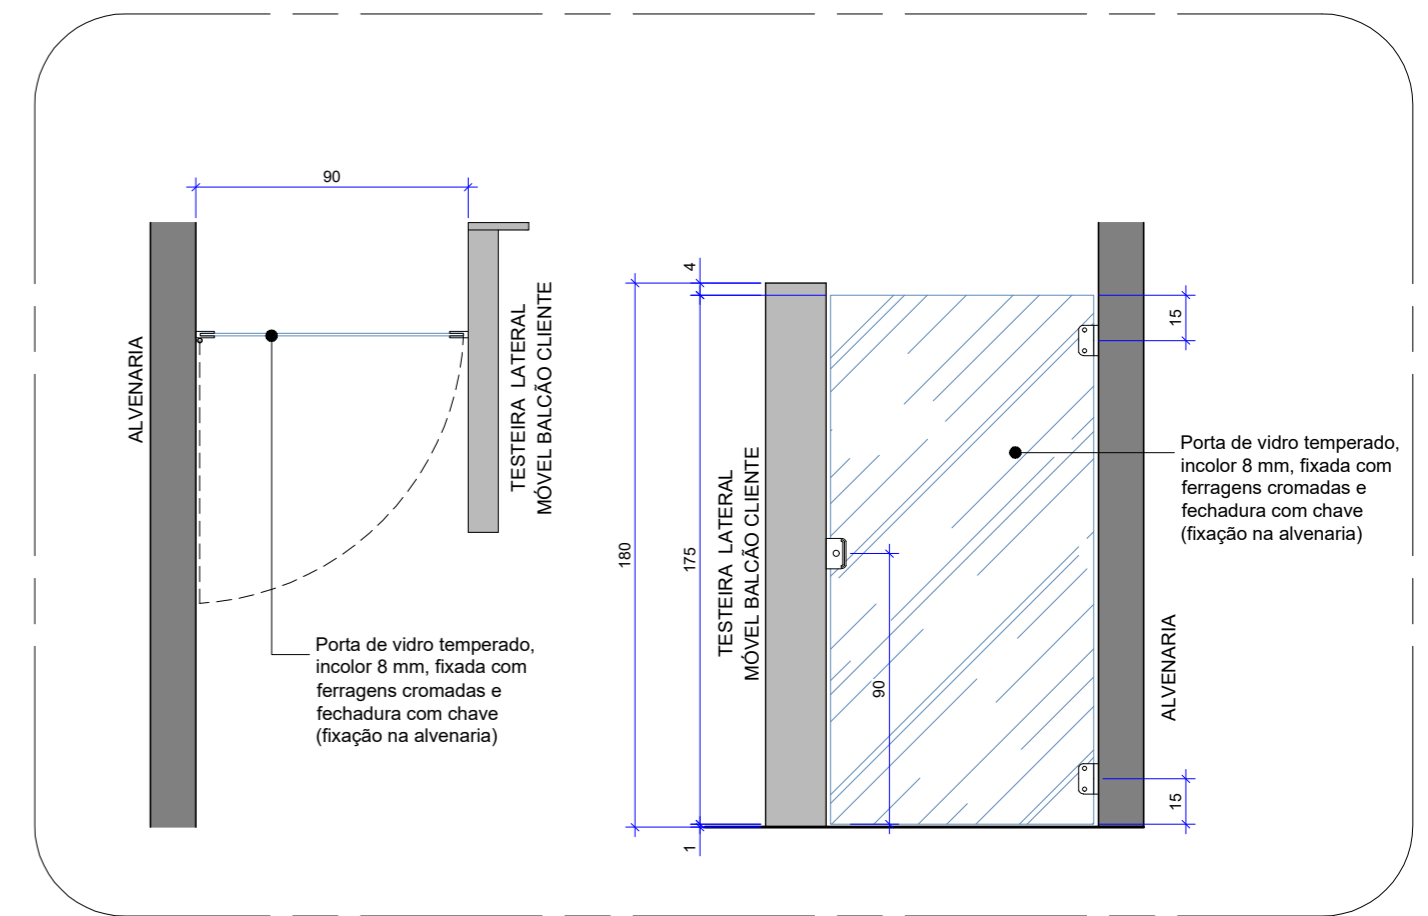 90
ALVENARIA
TESTEIRA LATERAL
MÓVEL BALCÃO CLIENTE
Porta de vidro temperado,
incolor 8 mm, fixada com
ferragens cromadas e
fechadura com chave
(fixação na alvenaria)
4
180
175
1
TESTEIRA LATERAL
MÓVEL BALCÃO CLIENTE
90
15
Porta de vidro temperado,
incolor 8 mm, fixada com
ferragens cromadas e
fechadura com chave
(fixação na alvenaria)
ALVENARIA
15